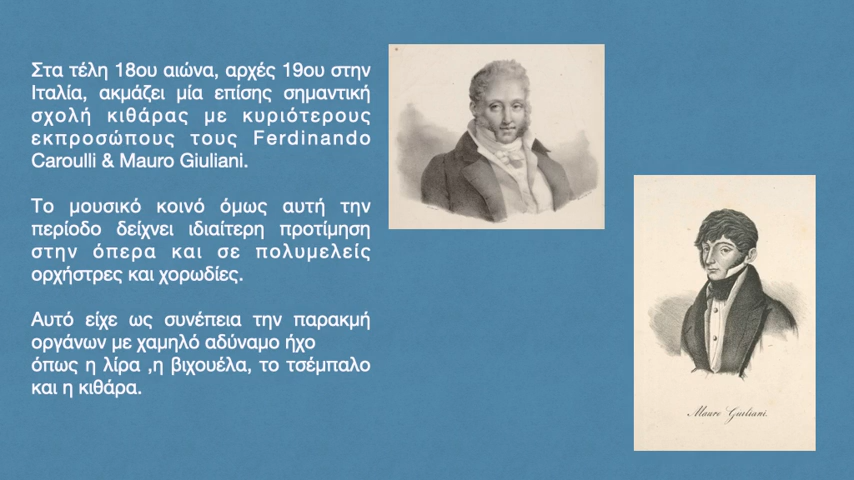 Στα τέλη 18ου αιώνα, αρχές 19ου στην
Ιταλία, ακμάζει μία επίσης σημαντική
σχολή κιθάρας με κυριότερους
εκπροσώπους τους Ferdinando
Caroulli & Mauro Giuliani.
Το μουσικό κοινό όμως αυτή την
περίοδο δείχνει ιδιαίτερη προτίμηση
στην όπερα και σε πολυμελείς
ορχήστρες και χορωδίες.
Αυτό είχε ως συνέπεια την παρακμή
οργάνων με χαμηλό αδύναμο ήχο
όπως η λίρα ,η βιχουέλα, το τσέμπαλο
και η κιθάρα.
Mauro Giuliani.